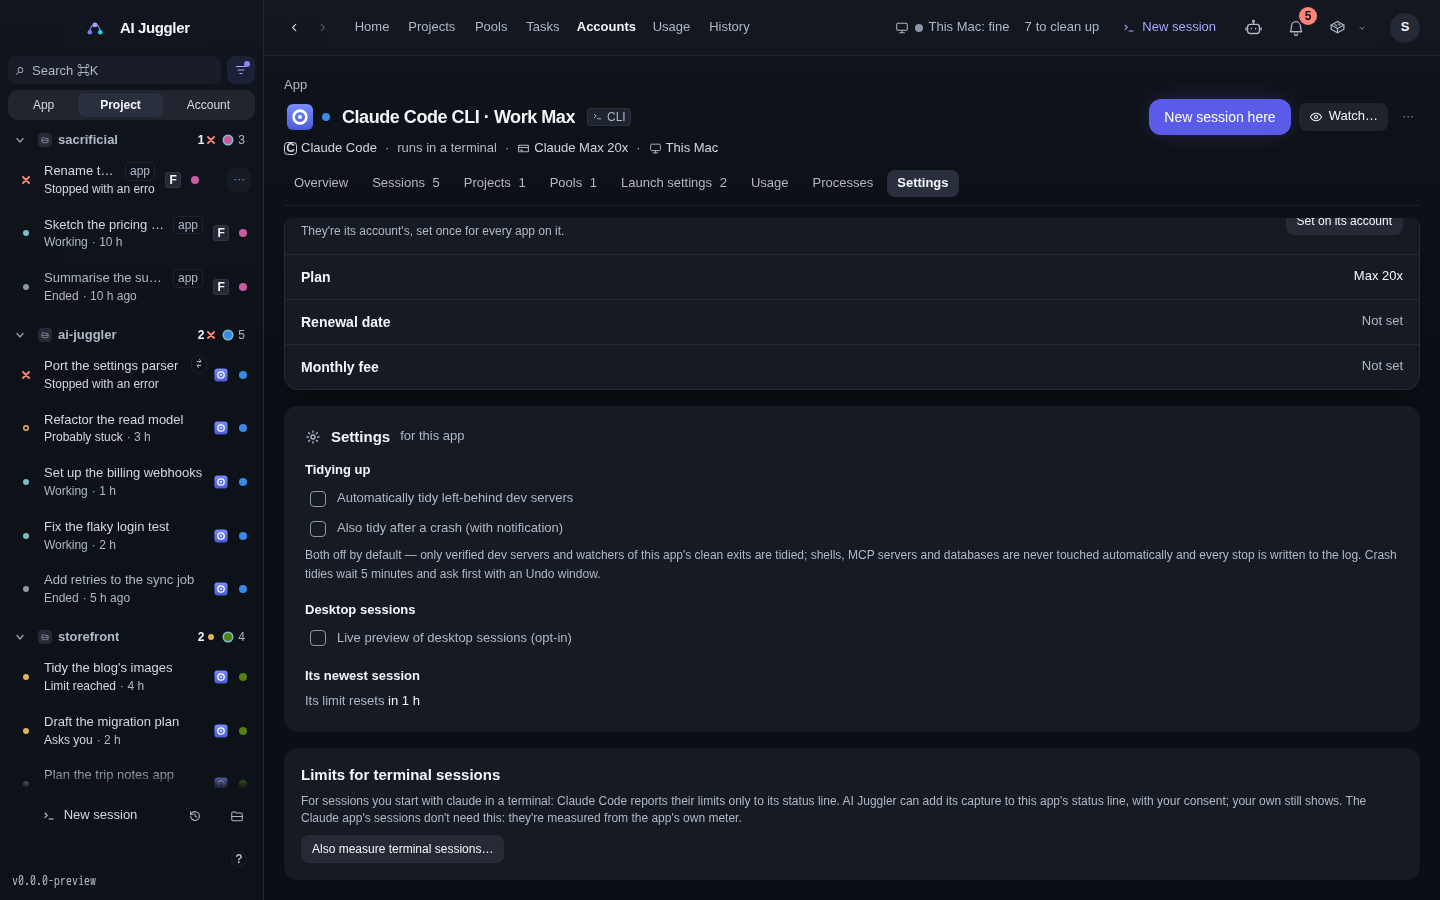 AI Juggler
Search ⌘K
App Project Account
sacrificial 1 3
Rename t… app F
Stopped with an erro
Sketch the pricing … app F
Working · 10 h
Summarise the su… app F
Ended · 10 h ago
ai-juggler 2 5
Port the settings parser
Stopped with an error
Refactor the read model
Probably stuck · 3 h
Set up the billing webhooks
Working · 1 h
Fix the flaky login test
Working · 2 h
Add retries to the sync job
Ended · 5 h ago
storefront 2 4
Tidy the blog's images
Limit reached · 4 h
Draft the migration plan
Asks you · 2 h
Plan the trip notes app
New session
?
v0.0.0-preview
Home Projects Pools Tasks Accounts Usage History
This Mac: fine 7 to clean up New session 5 S
App
Claude Code CLI · Work Max CLI
New session here Watch… ···
C Claude Code · runs in a terminal · Claude Max 20x · This Mac
Overview Sessions 5 Projects 1 Pools 1 Launch settings 2 Usage Processes Settings
They're its account's, set once for every app on it.
Set on its account
Plan Max 20x
Renewal date Not set
Monthly fee Not set
Settings for this app
Tidying up
Automatically tidy left-behind dev servers
Also tidy after a crash (with notification)
Both off by default — only verified dev servers and watchers of this app's clean exits are tidied; shells, MCP servers and databases are never touched automatically and every stop is written to the log. Crash
tidies wait 5 minutes and ask first with an Undo window.
Desktop sessions
Live preview of desktop sessions (opt-in)
Its newest session
Its limit resets in 1 h
Limits for terminal sessions
For sessions you start with claude in a terminal: Claude Code reports their limits only to its status line. AI Juggler can add its capture to this app's status line, with your consent; your own still shows. The
Claude app's sessions don't need this: they're measured from the app's own meter.
Also measure terminal sessions…